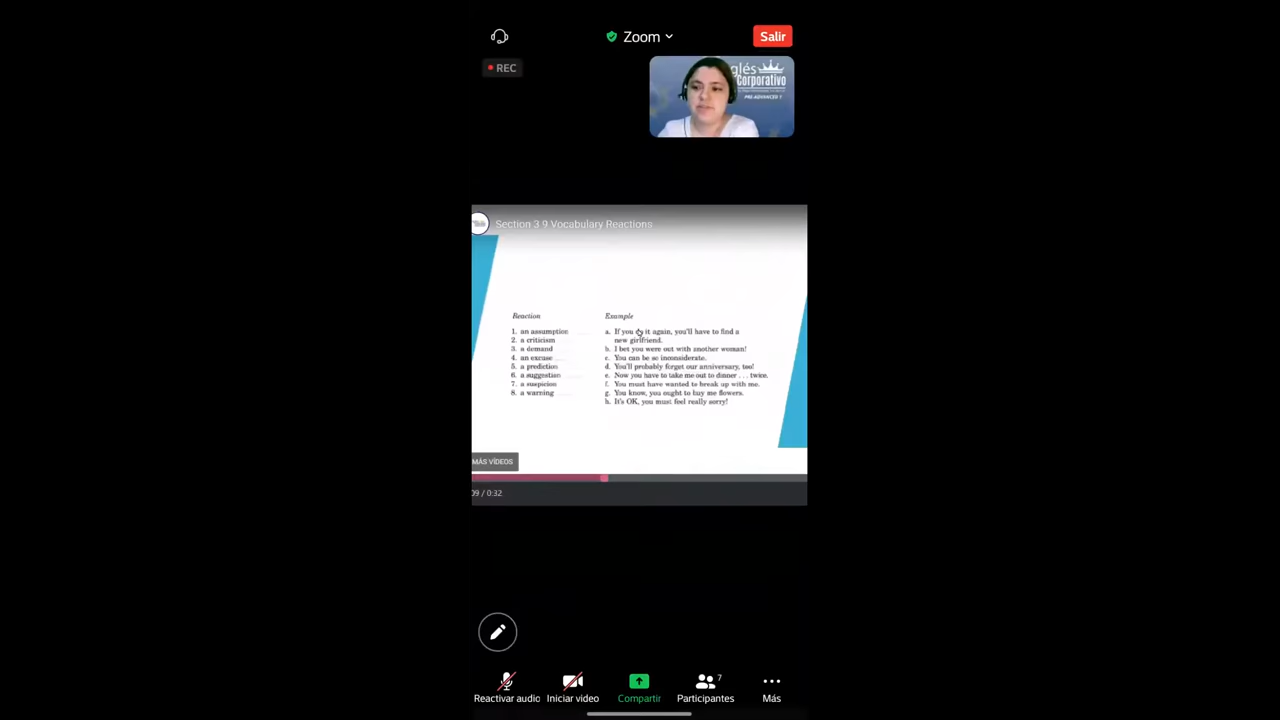 Zoom
Salir
REC
glés
Corporativo
PRE-ADVANCED 1
Section 3 9 Vocabulary Reactions
Reaction
1. an assumption
2. a criticism
3. a demand
4. an excuse
5. a prediction
6. a suggestion
7. a suspicion
8. a warning
Example
a. If you do it again, you'll have to find a
new girlfriend.
b. I bet you were out with another woman!
c. You can be so inconsiderate.
d. You'll probably forget our anniversary, too!
e. Now you have to take me out to dinner . . . twice.
f. You must have wanted to break up with me.
g. You know, you ought to buy me flowers.
h. It's OK, you must feel really sorry!
MÁS VÍDEOS
09 / 0:32
Reactivar audio
Iniciar video
Compartir
7
Participantes
Más